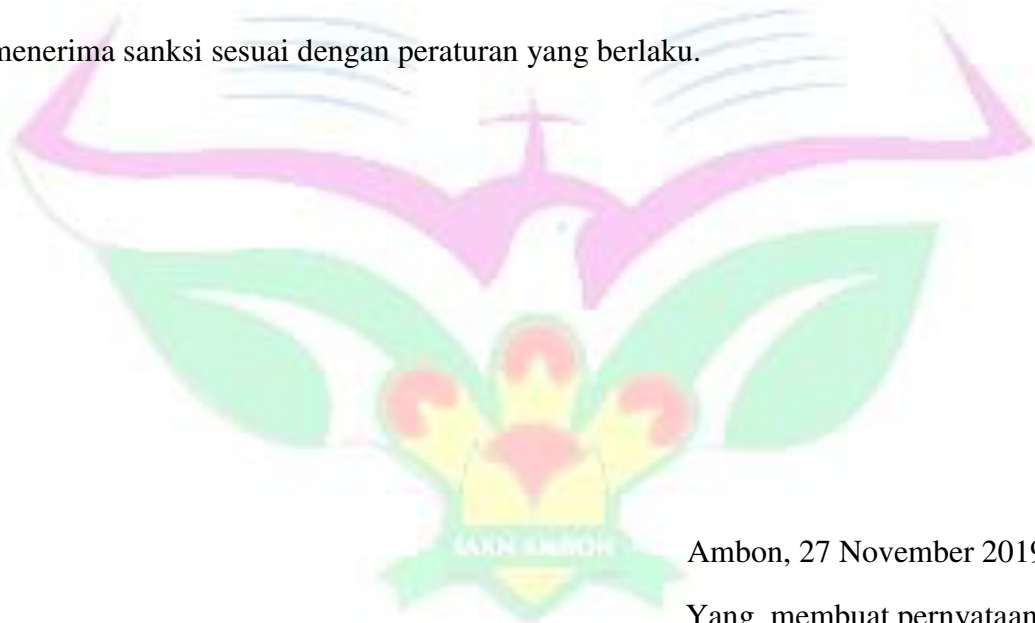 menerima sanksi sesuai dengan peraturan yang berlaku.
IAKN AMBON
Ambon, 27 November 2019
Yang membuat pernyataan